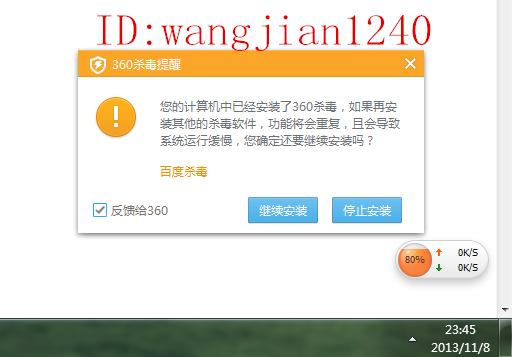 ID:wangjian1240
360杀毒提醒
您的计算机中已经安装了360杀毒，如果再安
装其他的杀毒软件，功能将会重复，且会导致
系统运行缓慢，您确定还要继续安装吗？
百度杀毒
反馈给360
继续安装
停止安装
80%
0K/S
0K/S
23:45
2013/11/8